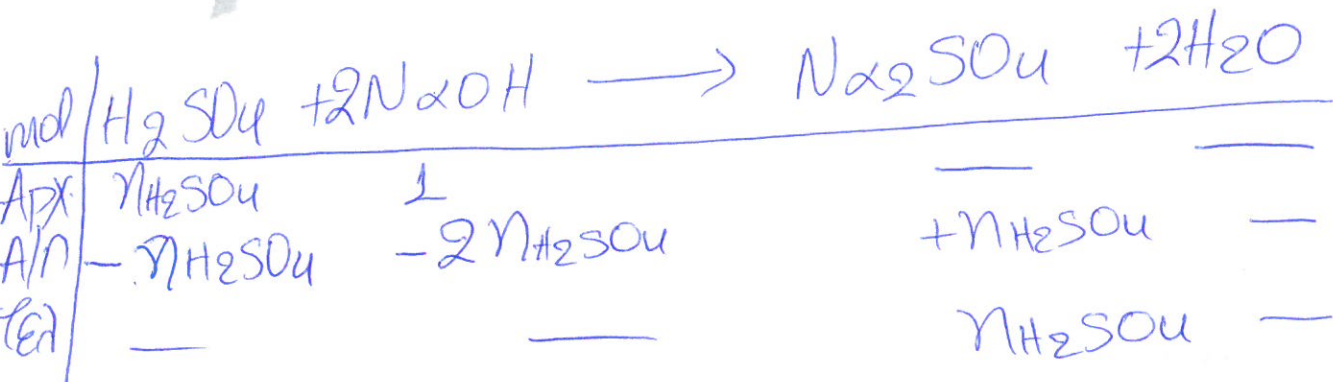 mol H2SO4 +2NaOH → Na2SO4 +2H2O
Αρχ. nH2SO4 1 — —
Α/Π - nH2SO4 -2nH2SO4 +nH2SO4 —
Τελ — — nH2SO4 —